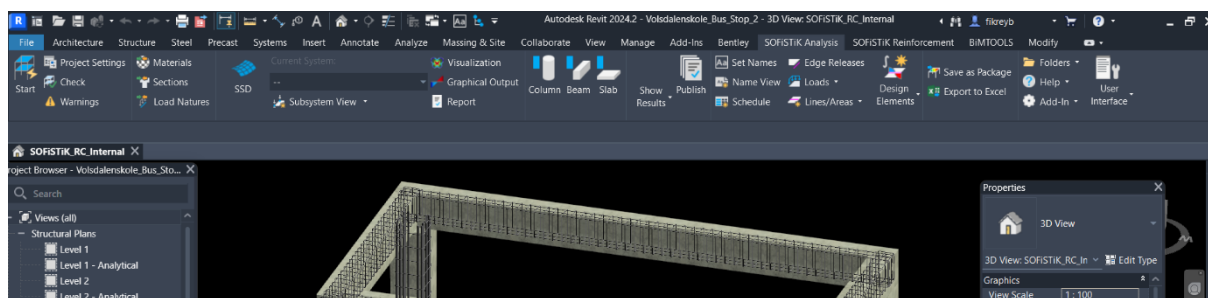 Autodesk Revit 2024.2 - Volsdalenskole_Bus_Stop_2 - 3D View: SOFiSTiK_RC_Internal
fikreyb
File Architecture Structure Steel Precast Systems Insert Annotate Analyze Massing & Site Collaborate View Manage Add-Ins Bentley SOFiSTiK Analysis SOFiSTiK Reinforcement BiMTOOLS Modify
Start
Project Settings
Check
Warnings
Materials
Sections
Load Natures
SSD
Current System:
--
Subsystem View
Visualization
Graphical Output
Report
Column Beam Slab
Show Results
Publish
Set Names
Name View
Schedule
Edge Releases
Loads
Lines/Areas
Design Elements
Save as Package
Export to Excel
Folders
Help
Add-In
User Interface
SOFiSTiK_RC_Internal
roject Browser - Volsdalenskole_Bus_Sto...
Search
Views (all)
Structural Plans
Level 1
Level 1 - Analytical
Level 2
Level 2 - Analytical
Properties
3D View
3D View: SOFiSTiK_RC_In
Edit Type
Graphics
View Scale 1 : 100